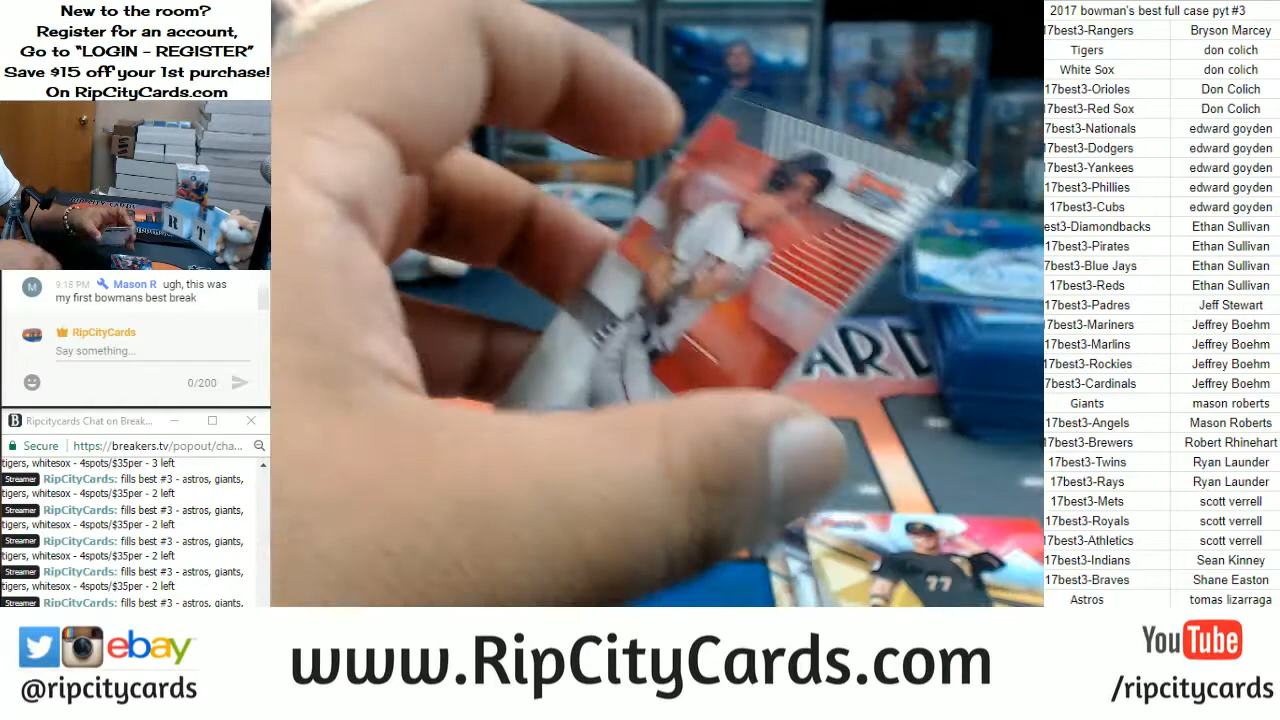 New to the room?
Register for an account,
Go to "LOGIN - REGISTER"
Save $15 off your 1st purchase!
On RipCityCards.com
R T
M 9:18 PM Mason R ugh, this was
my first bowmans best break
RipCityCards
Say something...
0/200
Ripcitycards Chat on Break...
Secure https://breakers.tv/popout/cha...
tigers, whitesox - 4spots/$35per - 3 left
Streamer RipCityCards: fills best #3 - astros, giants,
tigers, whitesox - 4spots/$35per - 2 left
Streamer RipCityCards: fills best #3 - astros, giants,
tigers, whitesox - 4spots/$35per - 2 left
Streamer RipCityCards: fills best #3 - astros, giants,
tigers, whitesox - 4spots/$35per - 2 left
Streamer RipCityCards: fills best #3 - astros, giants,
tigers, whitesox - 4spots/$35per - 2 left
Streamer RipCityCards: fills best #3 - astros, giants,
ARD
77
2017 bowman's best full case pyt #3
17best3-Rangers Bryson Marcey
Tigers don colich
White Sox don colich
17best3-Orioles Don Colich
17best3-Red Sox Don Colich
7best3-Nationals edward goyden
7best3-Dodgers edward goyden
7best3-Yankees edward goyden
17best3-Phillies edward goyden
17best3-Cubs edward goyden
est3-Diamondbacks Ethan Sullivan
17best3-Pirates Ethan Sullivan
7best3-Blue Jays Ethan Sullivan
17best3-Reds Ethan Sullivan
17best3-Padres Jeff Stewart
7best3-Mariners Jeffrey Boehm
17best3-Marlins Jeffrey Boehm
7best3-Rockies Jeffrey Boehm
7best3-Cardinals Jeffrey Boehm
Giants mason roberts
17best3-Angels Mason Roberts
7best3-Brewers Robert Rhinehart
17best3-Twins Ryan Launder
17best3-Rays Ryan Launder
17best3-Mets scott verrell
17best3-Royals scott verrell
7best3-Athletics scott verrell
17best3-Indians Sean Kinney
17best3-Braves Shane Easton
Astros tomas lizarraga
ebay
@ripcitycards
www.RipCityCards.com
YouTube
/ripcitycards